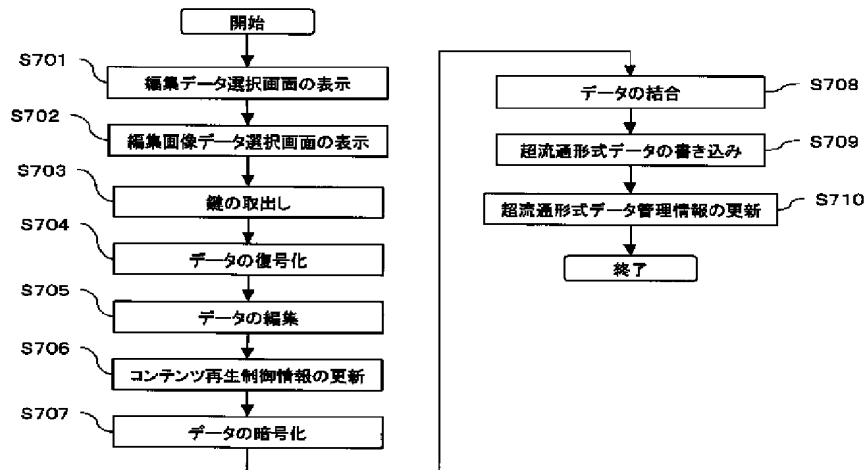 開始
S701
編集データ選択画面の表示
S702
編集画像データ選択画面の表示
S703
鍵の取出し
S704
データの復号化
S705
データの編集
S706
コンテンツ再生制御情報の更新
S707
データの暗号化
データの結合
S708
超流通形式データの書き込み
S709
超流通形式データ管理情報の更新
S710
終了